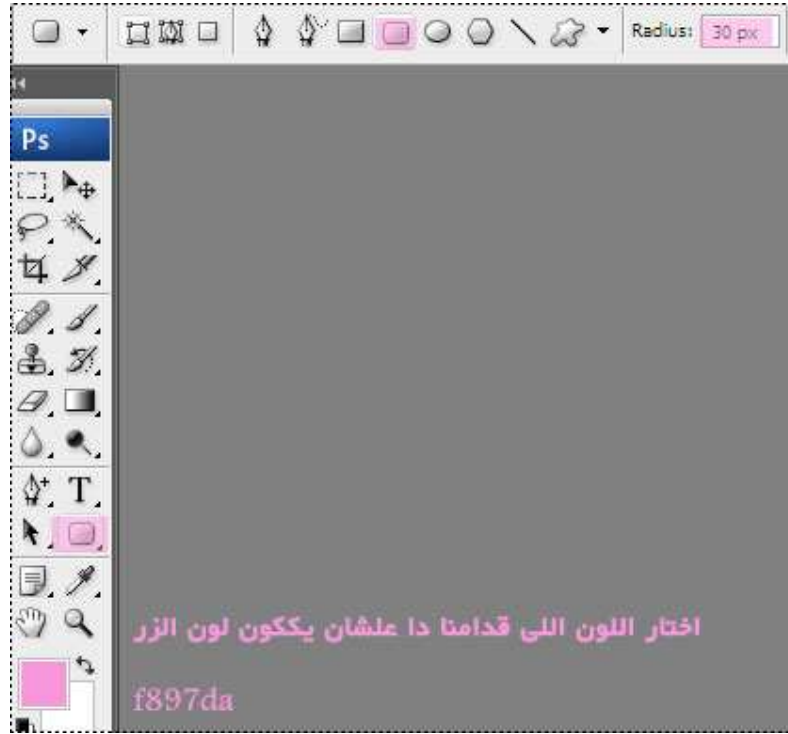 Radius: 30 px
Ps
T
اختار اللون اللى قدامنا دا علشان يككون لون الزر
f897da